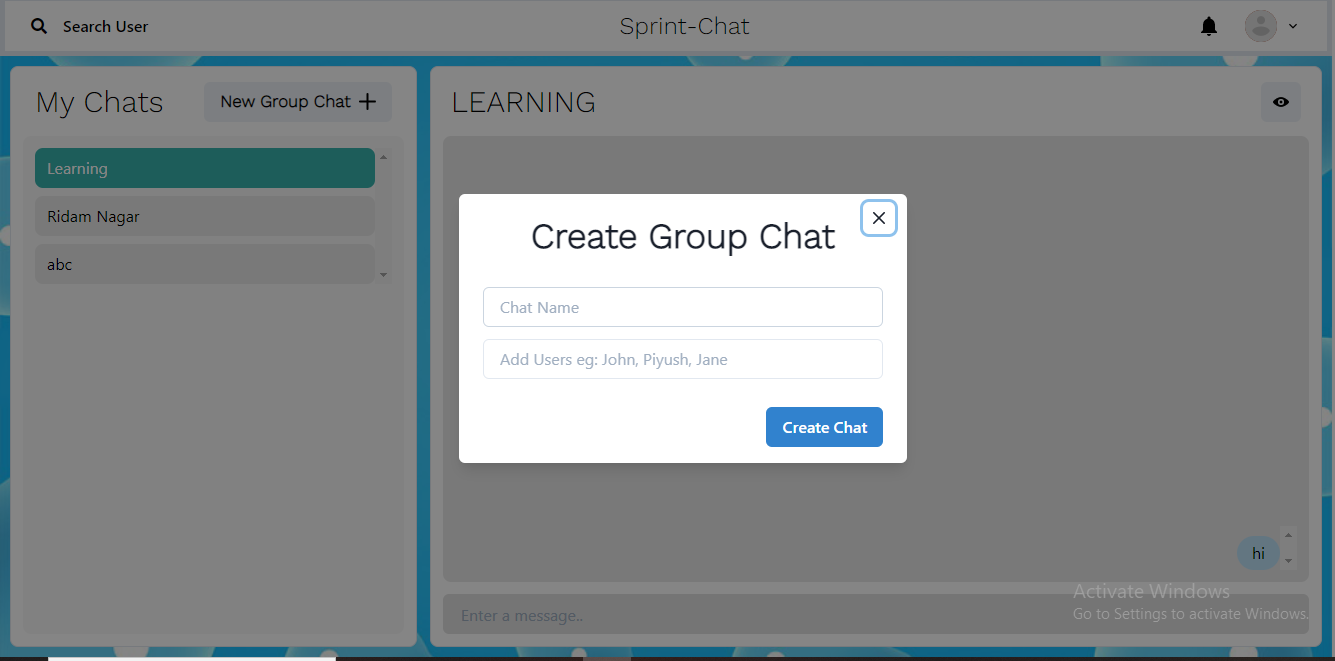 Search User
Sprint-Chat
My Chats
New Group Chat
Learning
Ridam Nagar
abc
LEARNING
Create Group Chat
Chat Name
Add Users eg: John, Piyush, Jane
Create Chat
hi
Enter a message..
Activate Windows
Go to Settings to activate Windows.